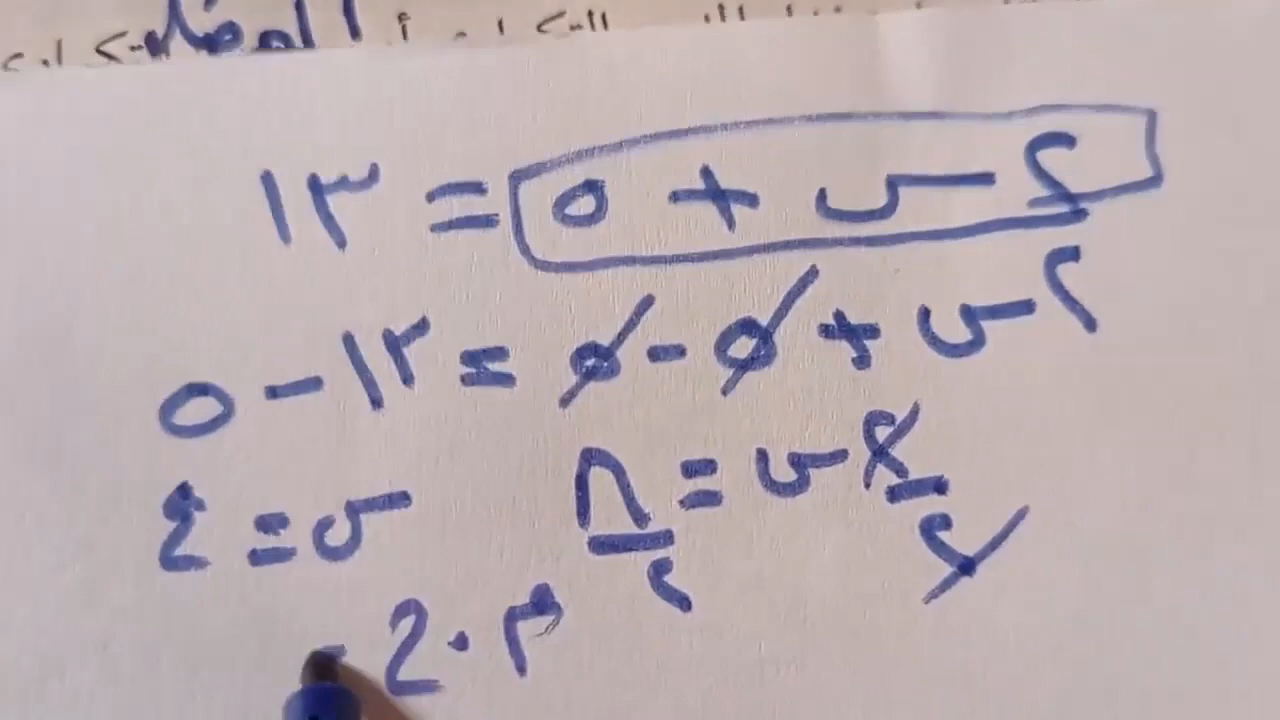 ٢س + ٥ = ١٣
٢س + ٥ - ٥ = ١٣ - ٥
٢س/٢ = ٨/٢ س = ٤
م . ح =